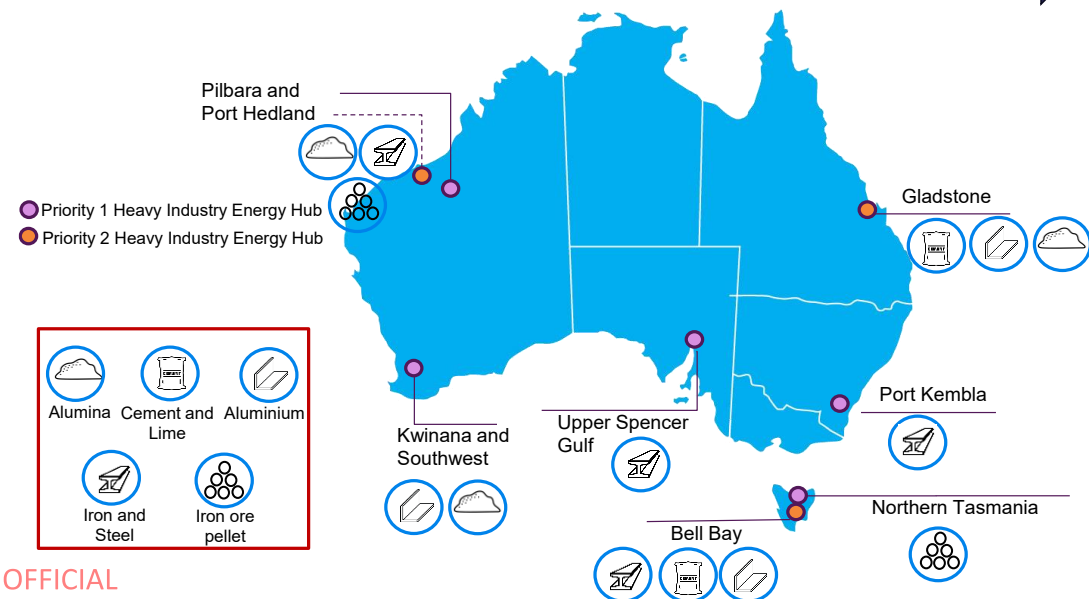 Pilbara and
Port Hedland
Priority 1 Heavy Industry Energy Hub
Priority 2 Heavy Industry Energy Hub
Gladstone
Alumina
Cement and
Lime
Aluminium
Iron and
Steel
Iron ore
pellet
Kwinana and
Southwest
Upper Spencer
Gulf
Port Kembla
Northern Tasmania
Bell Bay
OFFICIAL